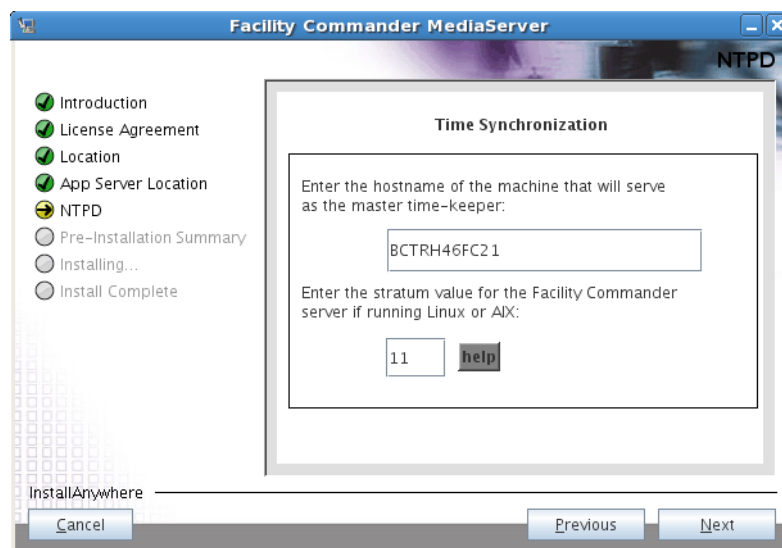 Facility Commander MediaServer
NTPD
Introduction
License Agreement
Location
App Server Location
NTPD
Pre-Installation Summary
Installing...
Install Complete
Time Synchronization
Enter the hostname of the machine that will serve
as the master time-keeper:
BCTRH46FC21
Enter the stratum value for the Facility Commander
server if running Linux or AIX:
11
help
InstallAnywhere
Cancel
Previous
Next